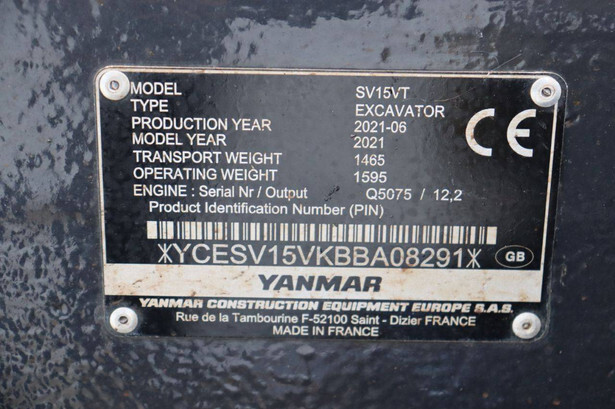 MODEL SV15VT
TYPE EXCAVATOR
PRODUCTION YEAR 2021-06
MODEL YEAR 2021
TRANSPORT WEIGHT 1465
OPERATING WEIGHT 1595
ENGINE : Serial Nr / Output Q5075 / 12,2
Product Identification Number (PIN)
CE
*YCESV15VKBBA08291*
GB
YANMAR
YANMAR CONSTRUCTION EQUIPMENT EUROPE S.A.S.
Rue de la Tambourine F-52100 Saint - Dizier FRANCE
MADE IN FRANCE